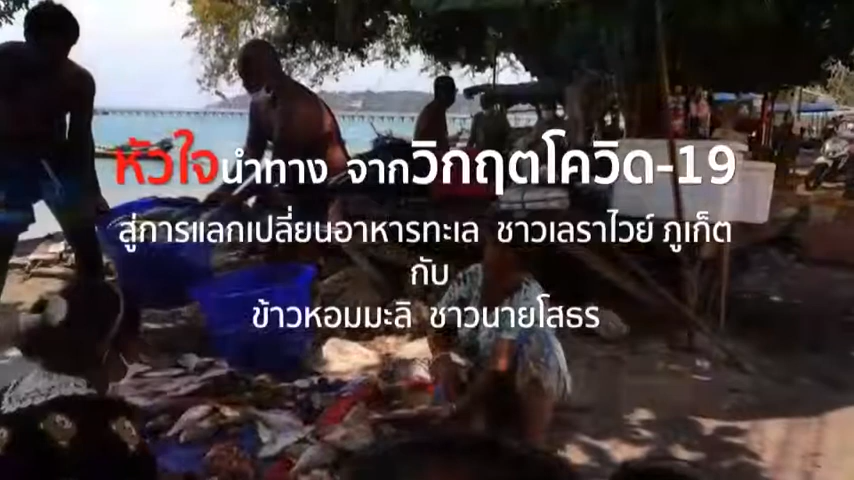 หัวใจนำทาง จากวิกฤตโควิด-19
สู่การแลกเปลี่ยนอาหารทะเล ชาวเลราไวย์ ภูเก็ต
กับ
ข้าวหอมมะลิ ชาวนายโสธร